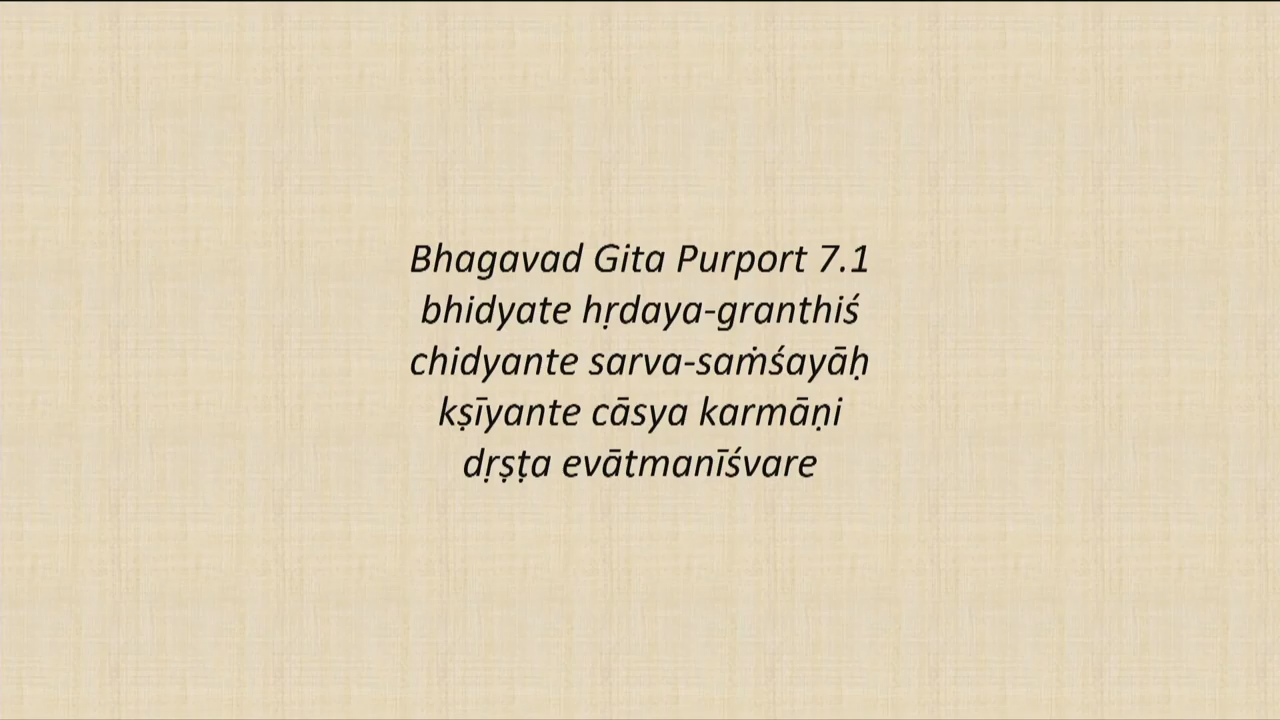 Bhagavad Gita Purport 7.1
bhidyate hṛdaya-granthiś
chidyante sarva-saṁśayāḥ
kṣīyante cāsya karmāṇi
dṛṣṭa evātmanīśvare